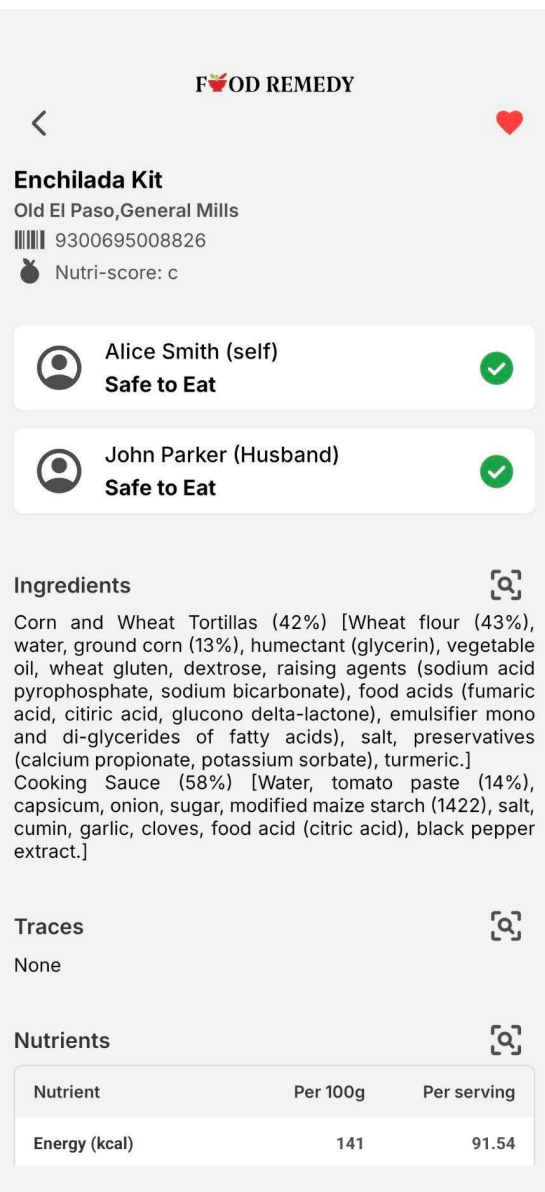 FOOD REMEDY
Enchilada Kit
Old El Paso,General Mills
9300695008826
Nutri-score: c
Alice Smith (self)
Safe to Eat
John Parker (Husband)
Safe to Eat
Ingredients
Corn and Wheat Tortillas (42%) [Wheat flour (43%),
water, ground corn (13%), humectant (glycerin), vegetable
oil, wheat gluten, dextrose, raising agents (sodium acid
pyrophosphate, sodium bicarbonate), food acids (fumaric
acid, citiric acid, glucono delta-lactone), emulsifier mono
and di-glycerides of fatty acids), salt, preservatives
(calcium propionate, potassium sorbate), turmeric.]
Cooking Sauce (58%) [Water, tomato paste (14%),
capsicum, onion, sugar, modified maize starch (1422), salt,
cumin, garlic, cloves, food acid (citric acid), black pepper
extract.]
Traces
None
Nutrients
Nutrient Per 100g Per serving
Energy (kcal) 141 91.54